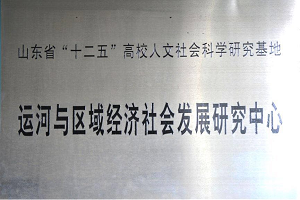 山东省“十二五”高校人文社会科学研究基地
运河与区域经济社会发展研究中心